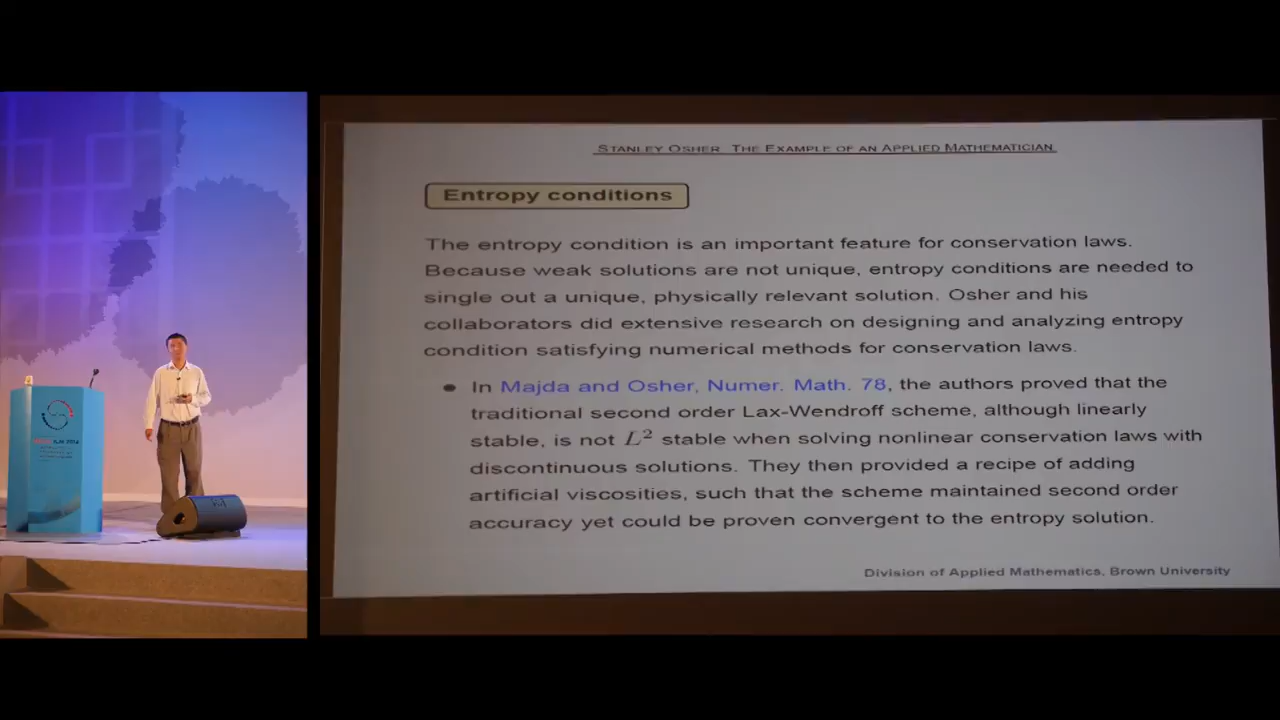 STANLEY OSHER THE EXAMPLE OF AN APPLIED MATHEMATICIAN
Entropy conditions
The entropy condition is an important feature for conservation laws.
Because weak solutions are not unique, entropy conditions are needed to
single out a unique, physically relevant solution. Osher and his
collaborators did extensive research on designing and analyzing entropy
condition satisfying numerical methods for conservation laws.
● In Majda and Osher, Numer. Math. 78, the authors proved that the
traditional second order Lax-Wendroff scheme, although linearly
stable, is not L² stable when solving nonlinear conservation laws with
discontinuous solutions. They then provided a recipe of adding
artificial viscosities, such that the scheme maintained second order
accuracy yet could be proven convergent to the entropy solution.
Division of Applied Mathematics, Brown University